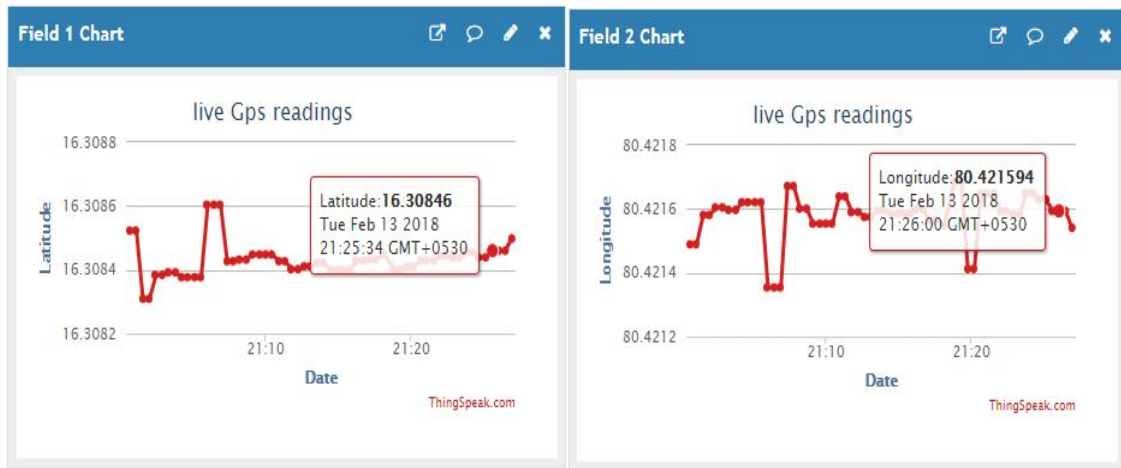 Field 1 Chart
live Gps readings
16.3088
16.3086
16.3084
16.3082
Latitude
Latitude:16.30846
Tue Feb 13 2018
21:25:34 GMT+0530
21:10
21:20
Date
ThingSpeak.com
Field 2 Chart
live Gps readings
80.4218
80.4216
80.4214
80.4212
Longitude
Longitude:80.421594
Tue Feb 13 2018
21:26:00 GMT+0530
21:10
21:20
Date
ThingSpeak.com